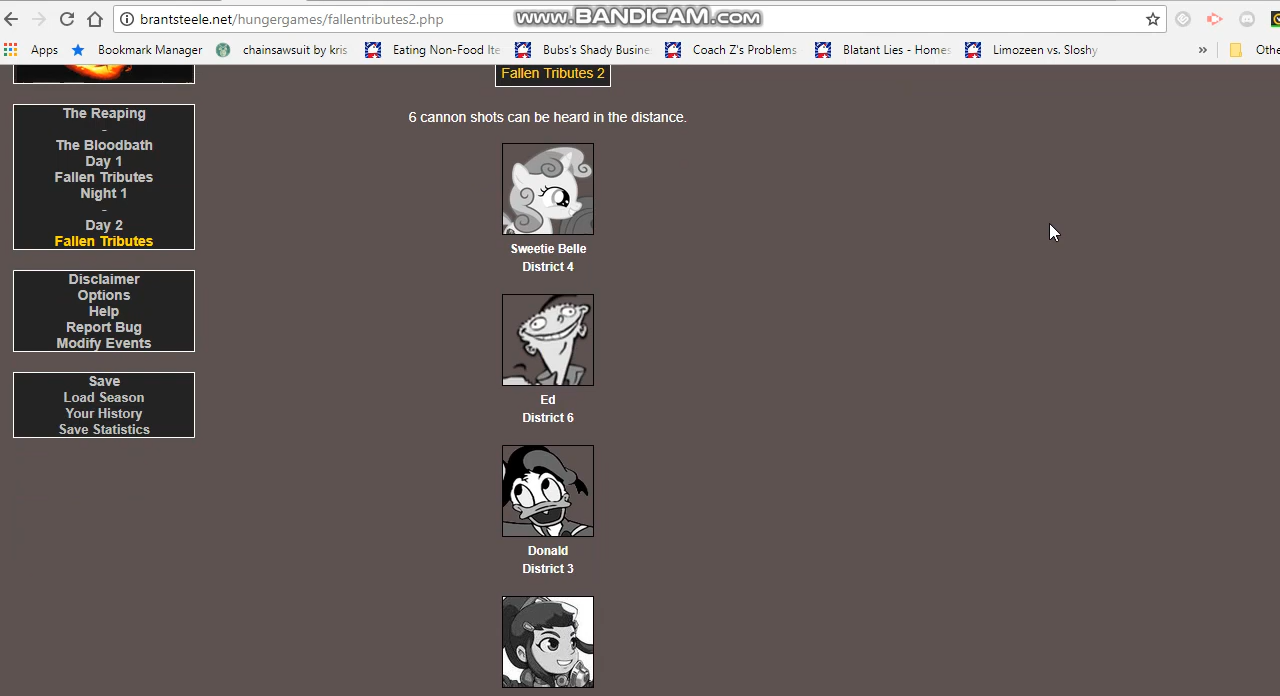 brantsteele.net/hungergames/fallentributes2.php
www.BANDICAM.com
Apps Bookmark Manager chainsawsuit by kris Eating Non-Food Ite Bubs's Shady Busine Coach Z's Problems Blatant Lies - Homes Limozeen vs. Sloshy » Othe
Fallen Tributes 2
6 cannon shots can be heard in the distance.
The Reaping
-
The Bloodbath
Day 1
Fallen Tributes
Night 1
-
Day 2
Fallen Tributes
Disclaimer
Options
Help
Report Bug
Modify Events
Save
Load Season
Your History
Save Statistics
Sweetie Belle
District 4
Ed
District 6
Donald
District 3